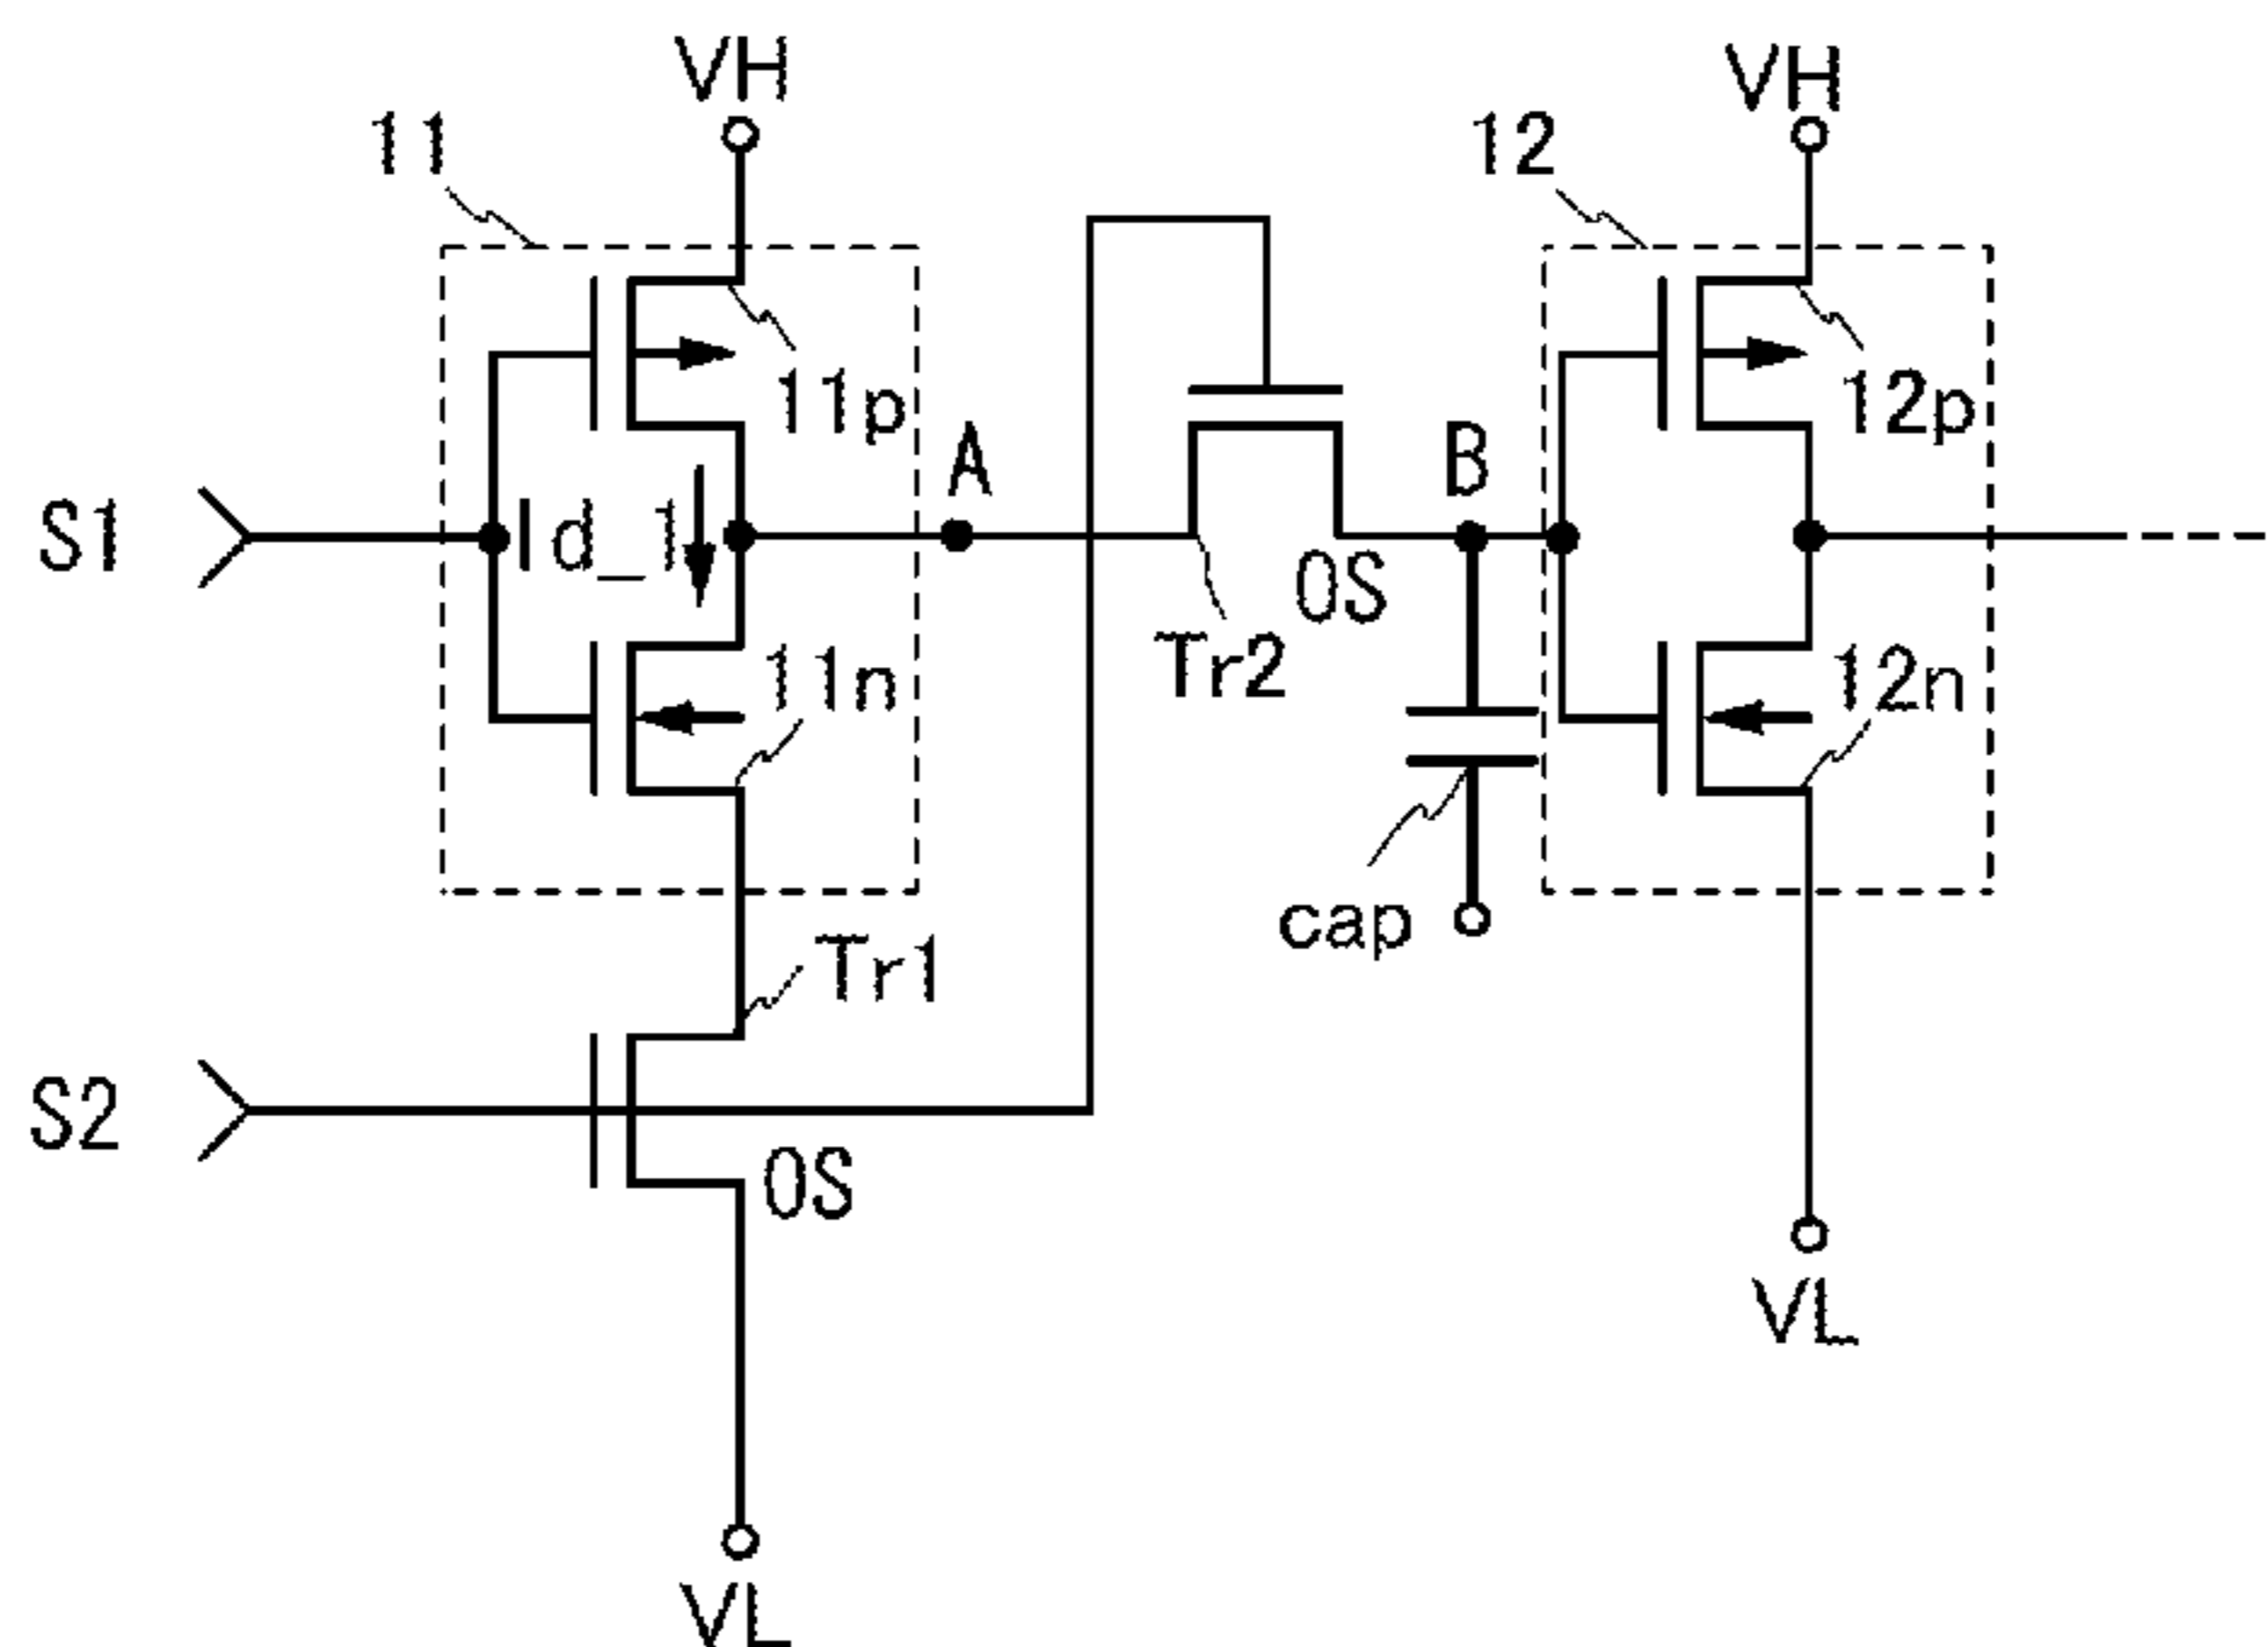 VH
VH
11
12
11p
12p
A
B
S1
Id_1
OS
Tr2
11n
12n
cap
Tr1
S2
OS
VL
VL